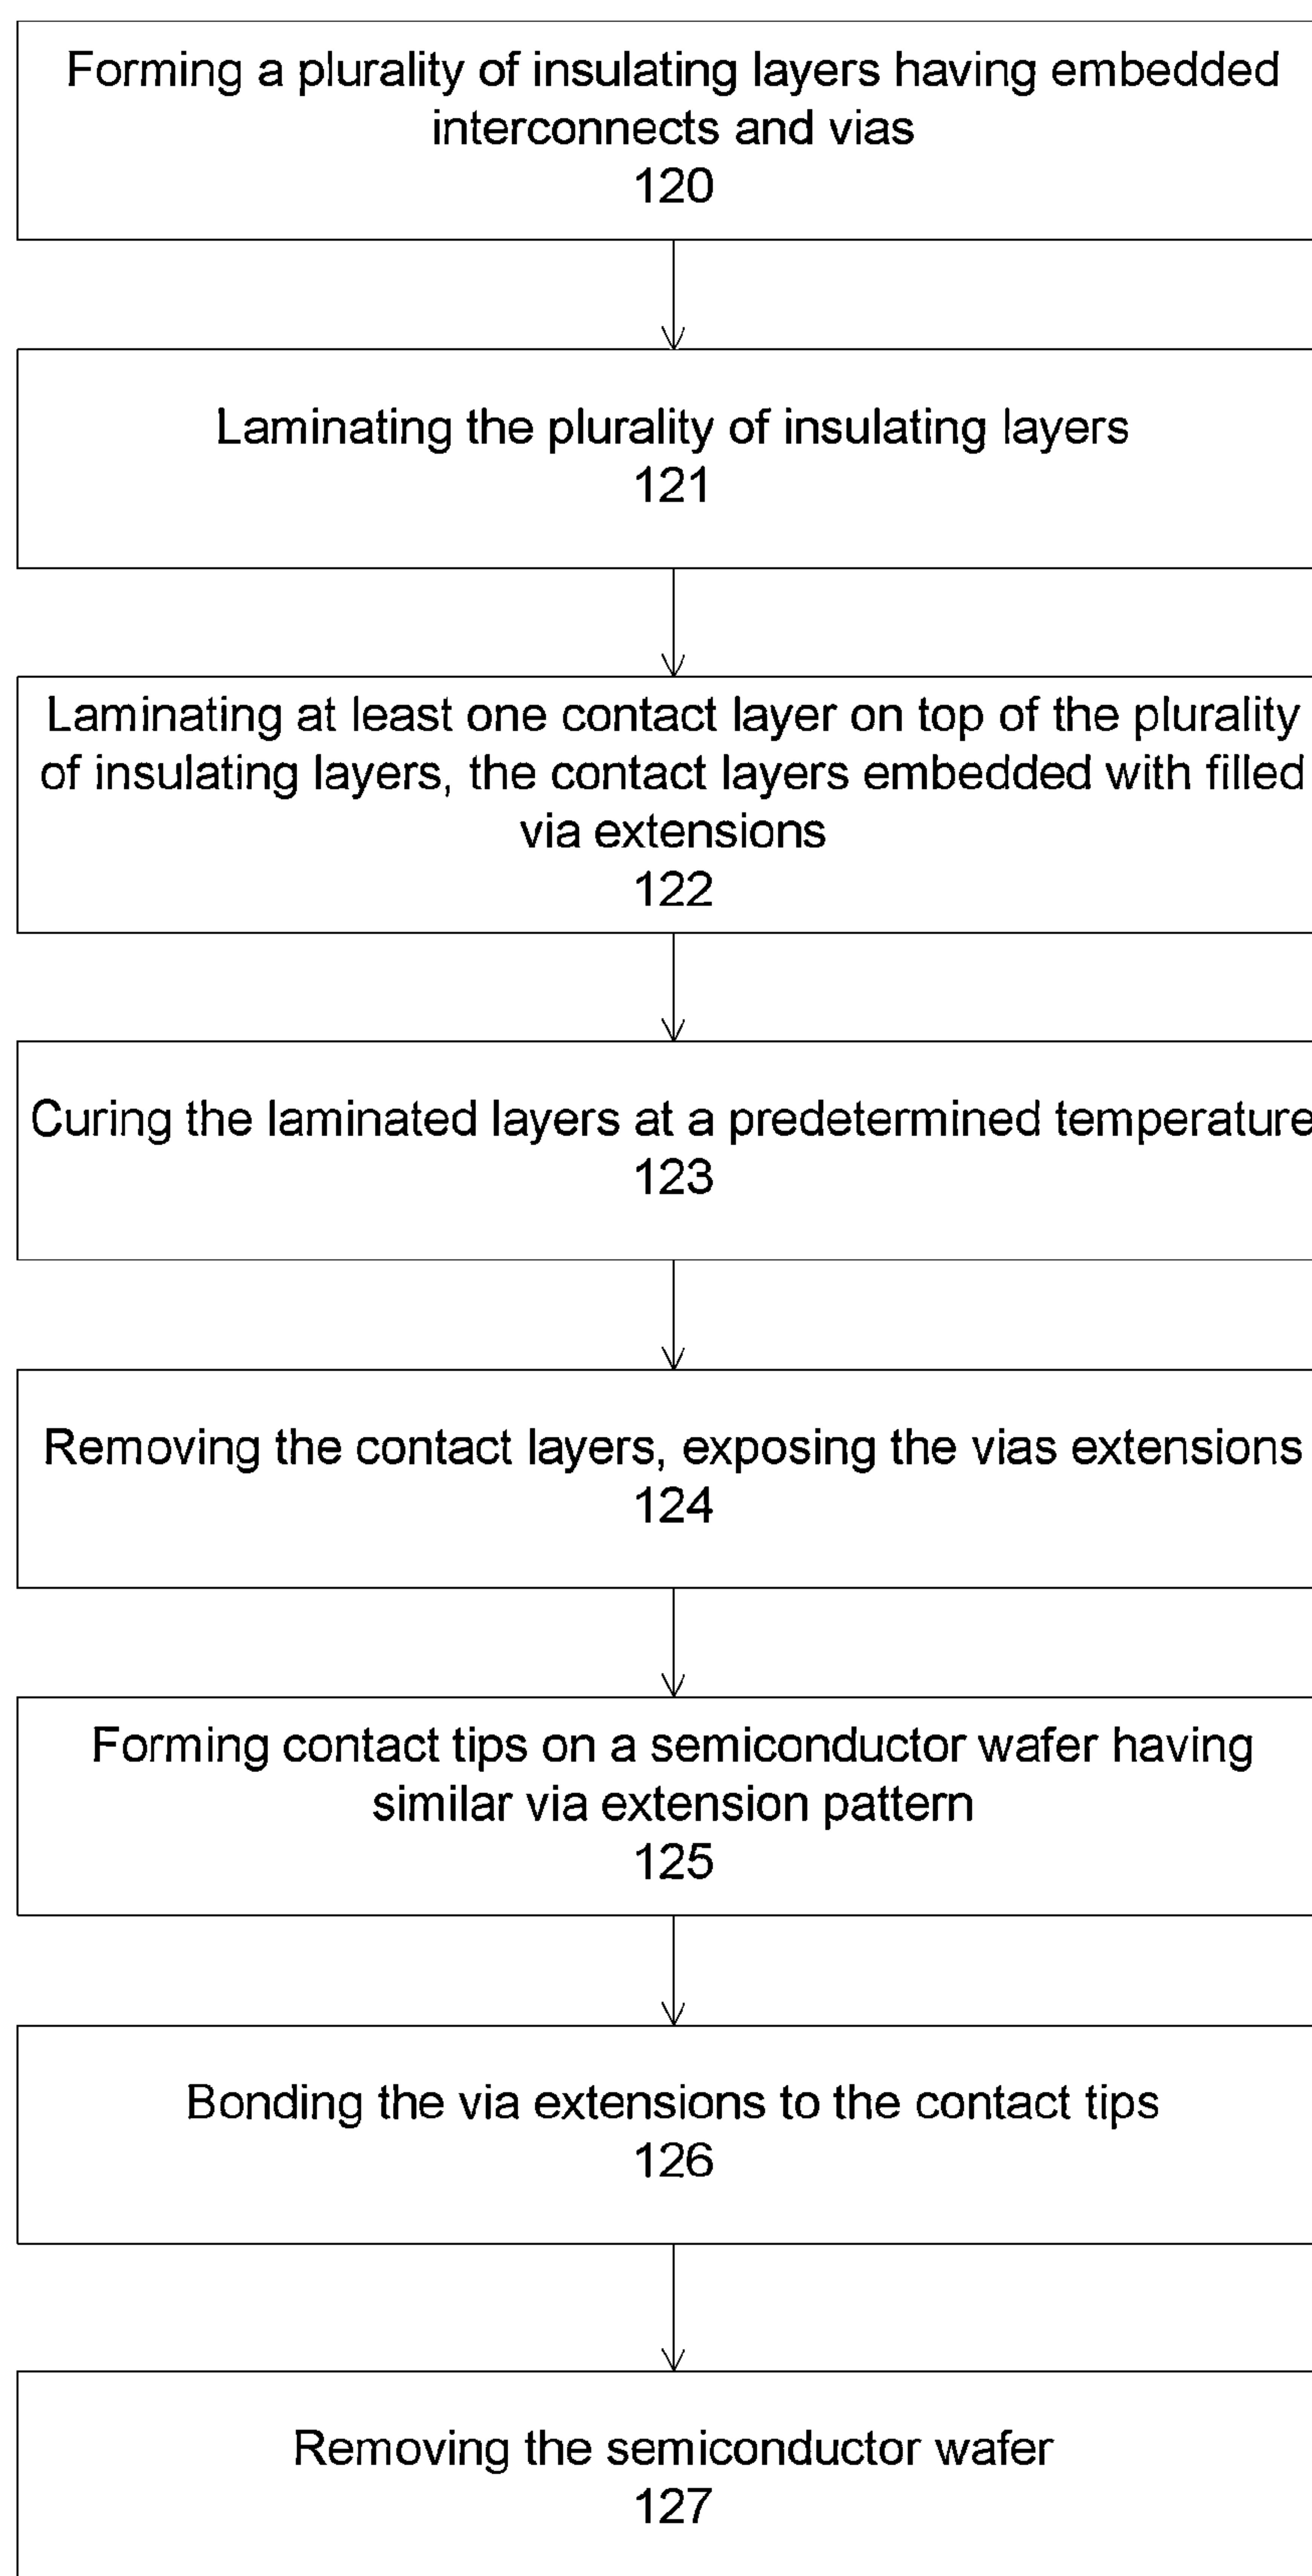 Forming a plurality of insulating layers having embedded
interconnects and vias
120
Laminating the plurality of insulating layers
121
Laminating at least one contact layer on top of the plurality
of insulating layers, the contact layers embedded with filled
via extensions
122
Curing the laminated layers at a predetermined temperature
123
Removing the contact layers, exposing the vias extensions
124
Forming contact tips on a semiconductor wafer having
similar via extension pattern
125
Bonding the via extensions to the contact tips
126
Removing the semiconductor wafer
127